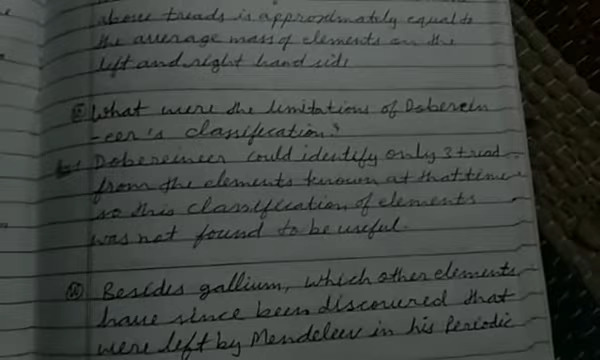 above triads is approximately equal to
the average mass of elements on the
left and right hand side
Q What were the limitations of Doberein
-eer's classification?
Dobereineer could identify only 3 triad
from the elements known at that time
so this classification of elements
was not found to be useful.
Q Besides gallium, which other elements
have since been discovered that
were left by Mendeleev in his Periodic